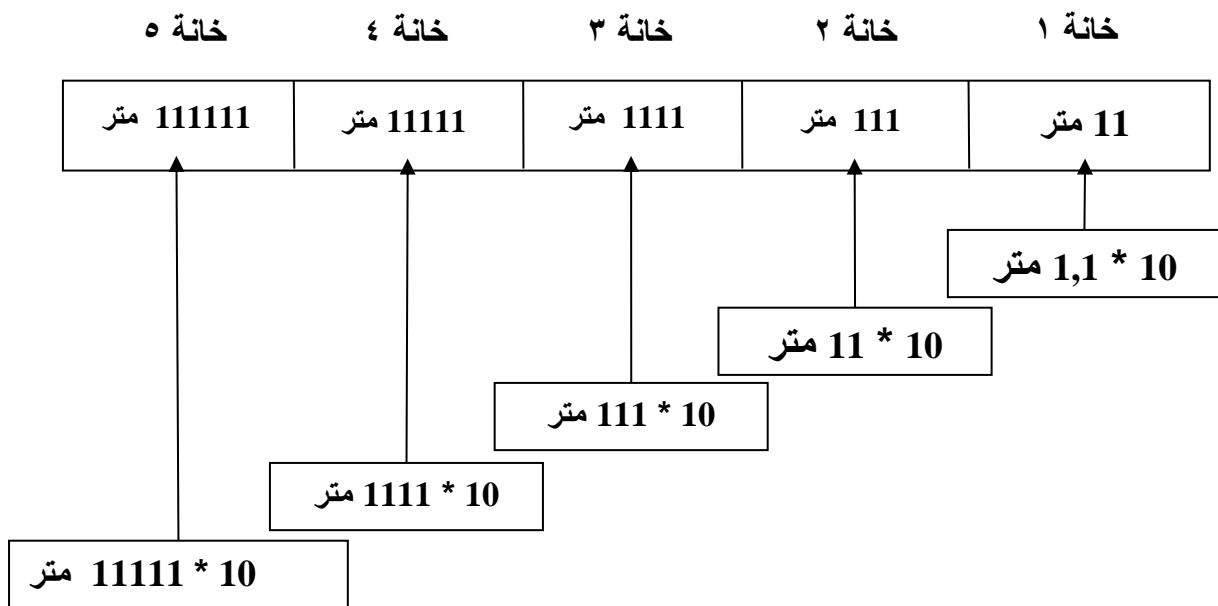 خانة ١ خانة ٢ خانة ٣ خانة ٤ خانة ٥
11 متر 111 متر 1111 متر 11111 متر 111111 متر
10 * 1,1 متر
10 * 11 متر
10 * 111 متر
10 * 1111 متر
10 * 11111 متر